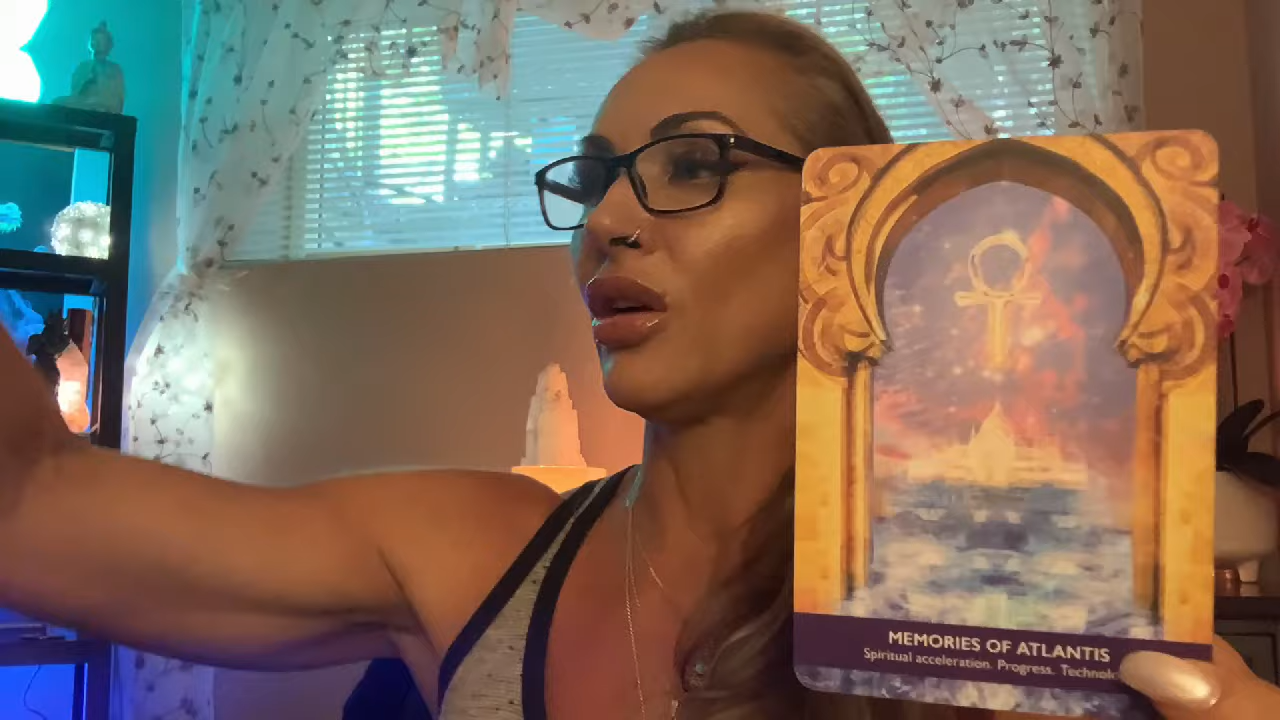 MEMORIES OF ATLANTIS
Spiritual acceleration. Progress.